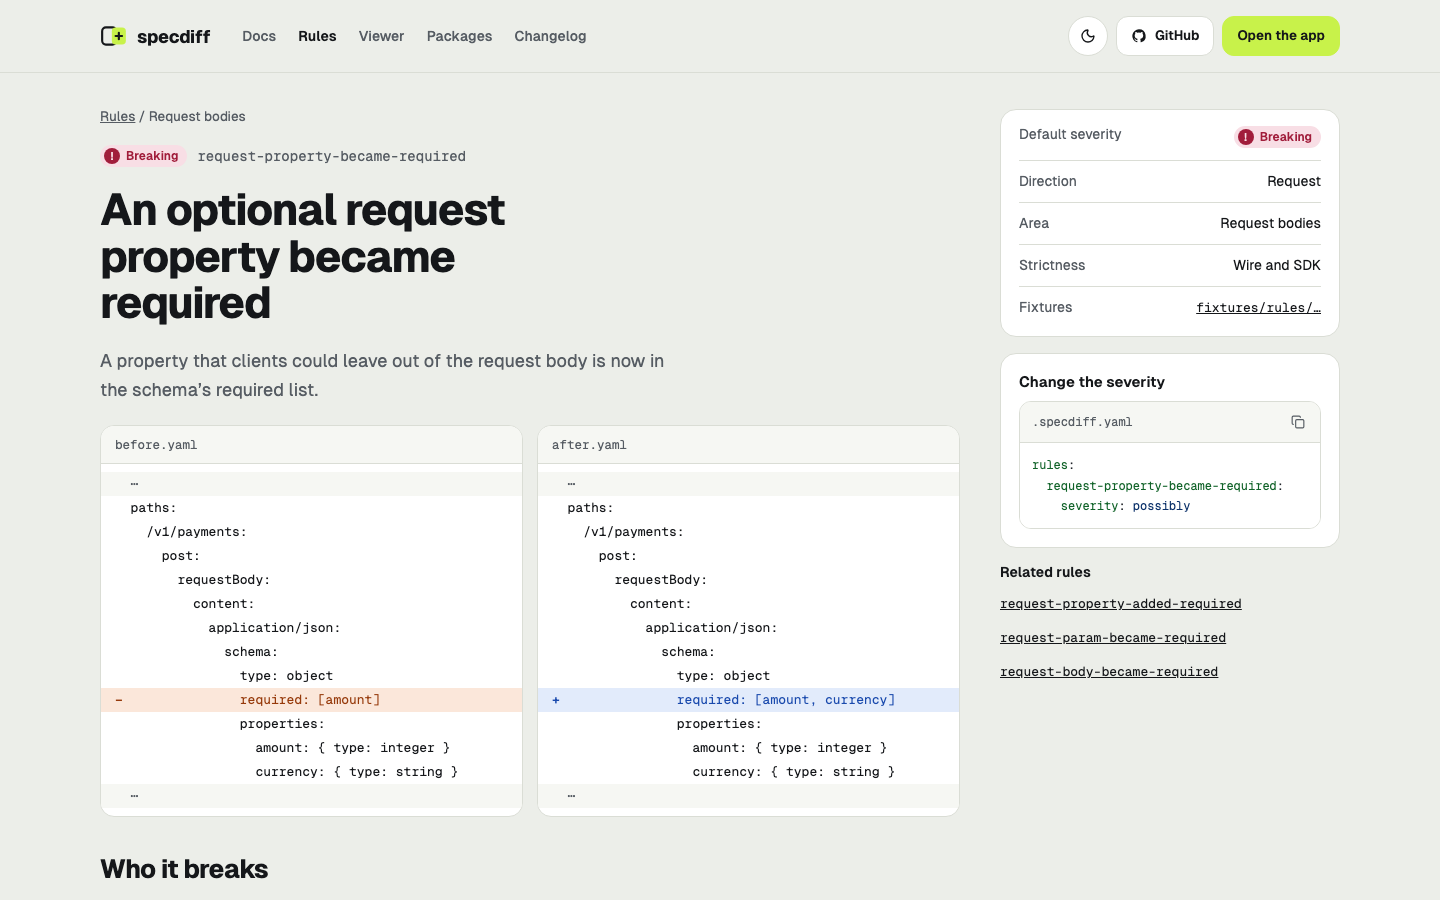 specdiff
Docs
Rules
Viewer
Packages
Changelog
GitHub
Open the app
Rules / Request bodies
! Breaking
request-property-became-required
An optional request
property became
required
A property that clients could leave out of the request body is now in
the schema’s required list.
before.yaml
…
paths:
/v1/payments:
post:
requestBody:
content:
application/json:
schema:
type: object
− required: [amount]
properties:
amount: { type: integer }
currency: { type: string }
…
after.yaml
…
paths:
/v1/payments:
post:
requestBody:
content:
application/json:
schema:
type: object
+ required: [amount, currency]
properties:
amount: { type: integer }
currency: { type: string }
…
Who it breaks
Default severity ! Breaking
Direction Request
Area Request bodies
Strictness Wire and SDK
Fixtures fixtures/rules/…
Change the severity
.specdiff.yaml
rules:
request-property-became-required:
severity: possibly
Related rules
request-property-added-required
request-param-became-required
request-body-became-required